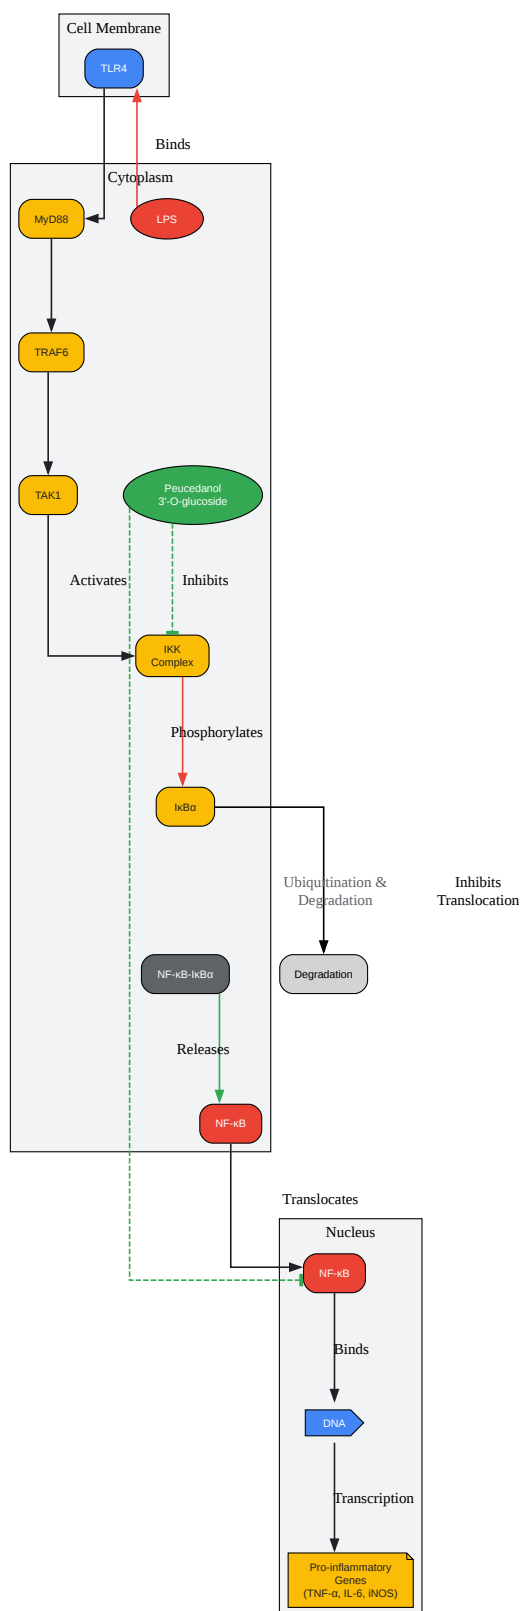 Cell Membrane
TLR4
Binds
Cytoplasm
MyD88
LPS
TRAF6
TAK1
Peucedanol
3'-O-glucoside
Activates
Inhibits
IKK
Complex
Phosphorylates
IκBα
Ubiquitination &
Degradation
Inhibits
Translocation
NF-κB-IκBα
Degradation
Releases
NF-κB
Translocates
Nucleus
NF-κB
Binds
DNA
Transcription
Pro-inflammatory
Genes
(TNF-α, IL-6, iNOS)